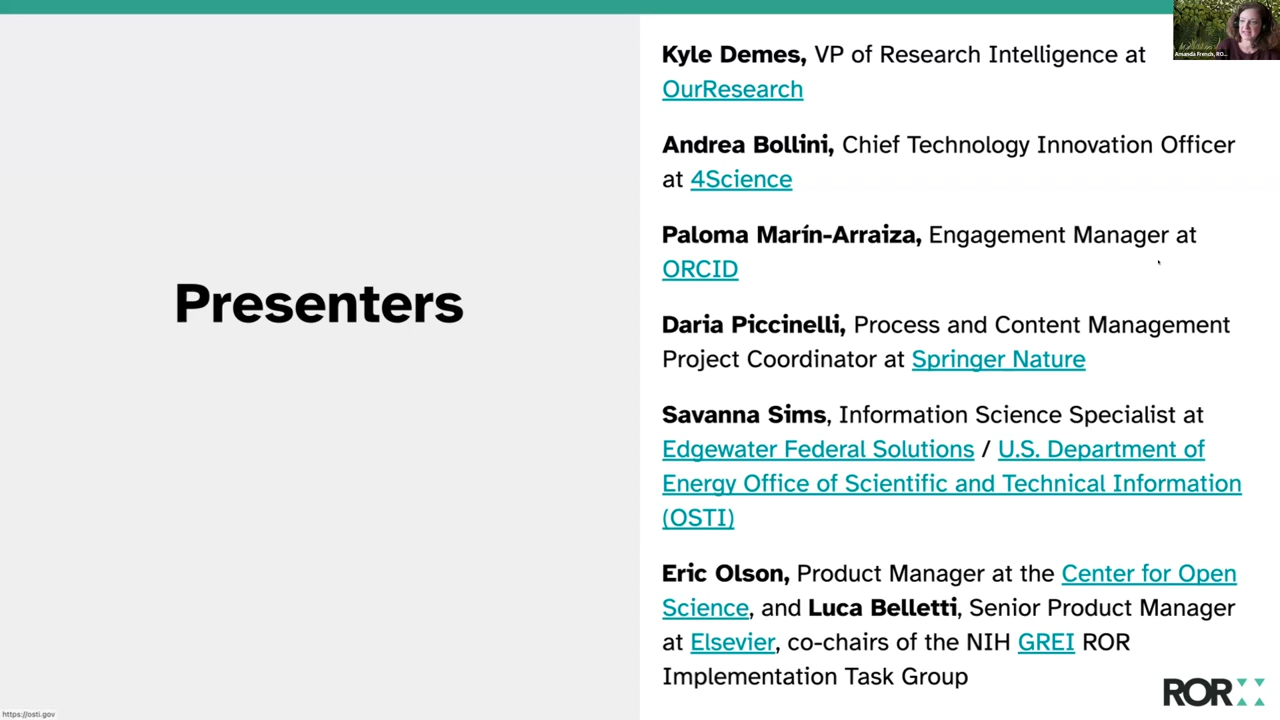 Presenters
Kyle Demes, VP of Research Intelligence at
OurResearch
Andrea Bollini, Chief Technology Innovation Officer
at 4Science
Paloma Marín-Arraiza, Engagement Manager at
ORCID
Daria Piccinelli, Process and Content Management
Project Coordinator at Springer Nature
Savanna Sims, Information Science Specialist at
Edgewater Federal Solutions / U.S. Department of
Energy Office of Scientific and Technical Information
(OSTI)
Eric Olson, Product Manager at the Center for Open
Science, and Luca Belletti, Senior Product Manager
at Elsevier, co-chairs of the NIH GREI ROR
Implementation Task Group
ROR
Amanda French, RO...
https://osti.gov